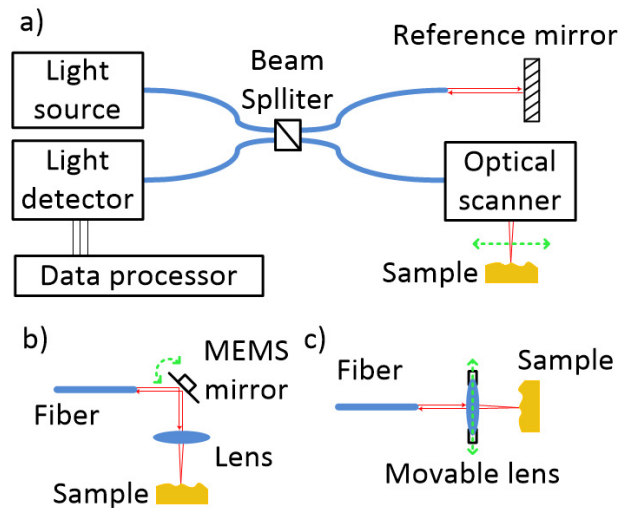 a)
Reference mirror
Light
source
Beam
Splliter
Light
detector
Optical
scanner
Data processor
Sample
b)
MEMS
mirror
Fiber
Lens
Sample
c)
Sample
Fiber
Movable lens